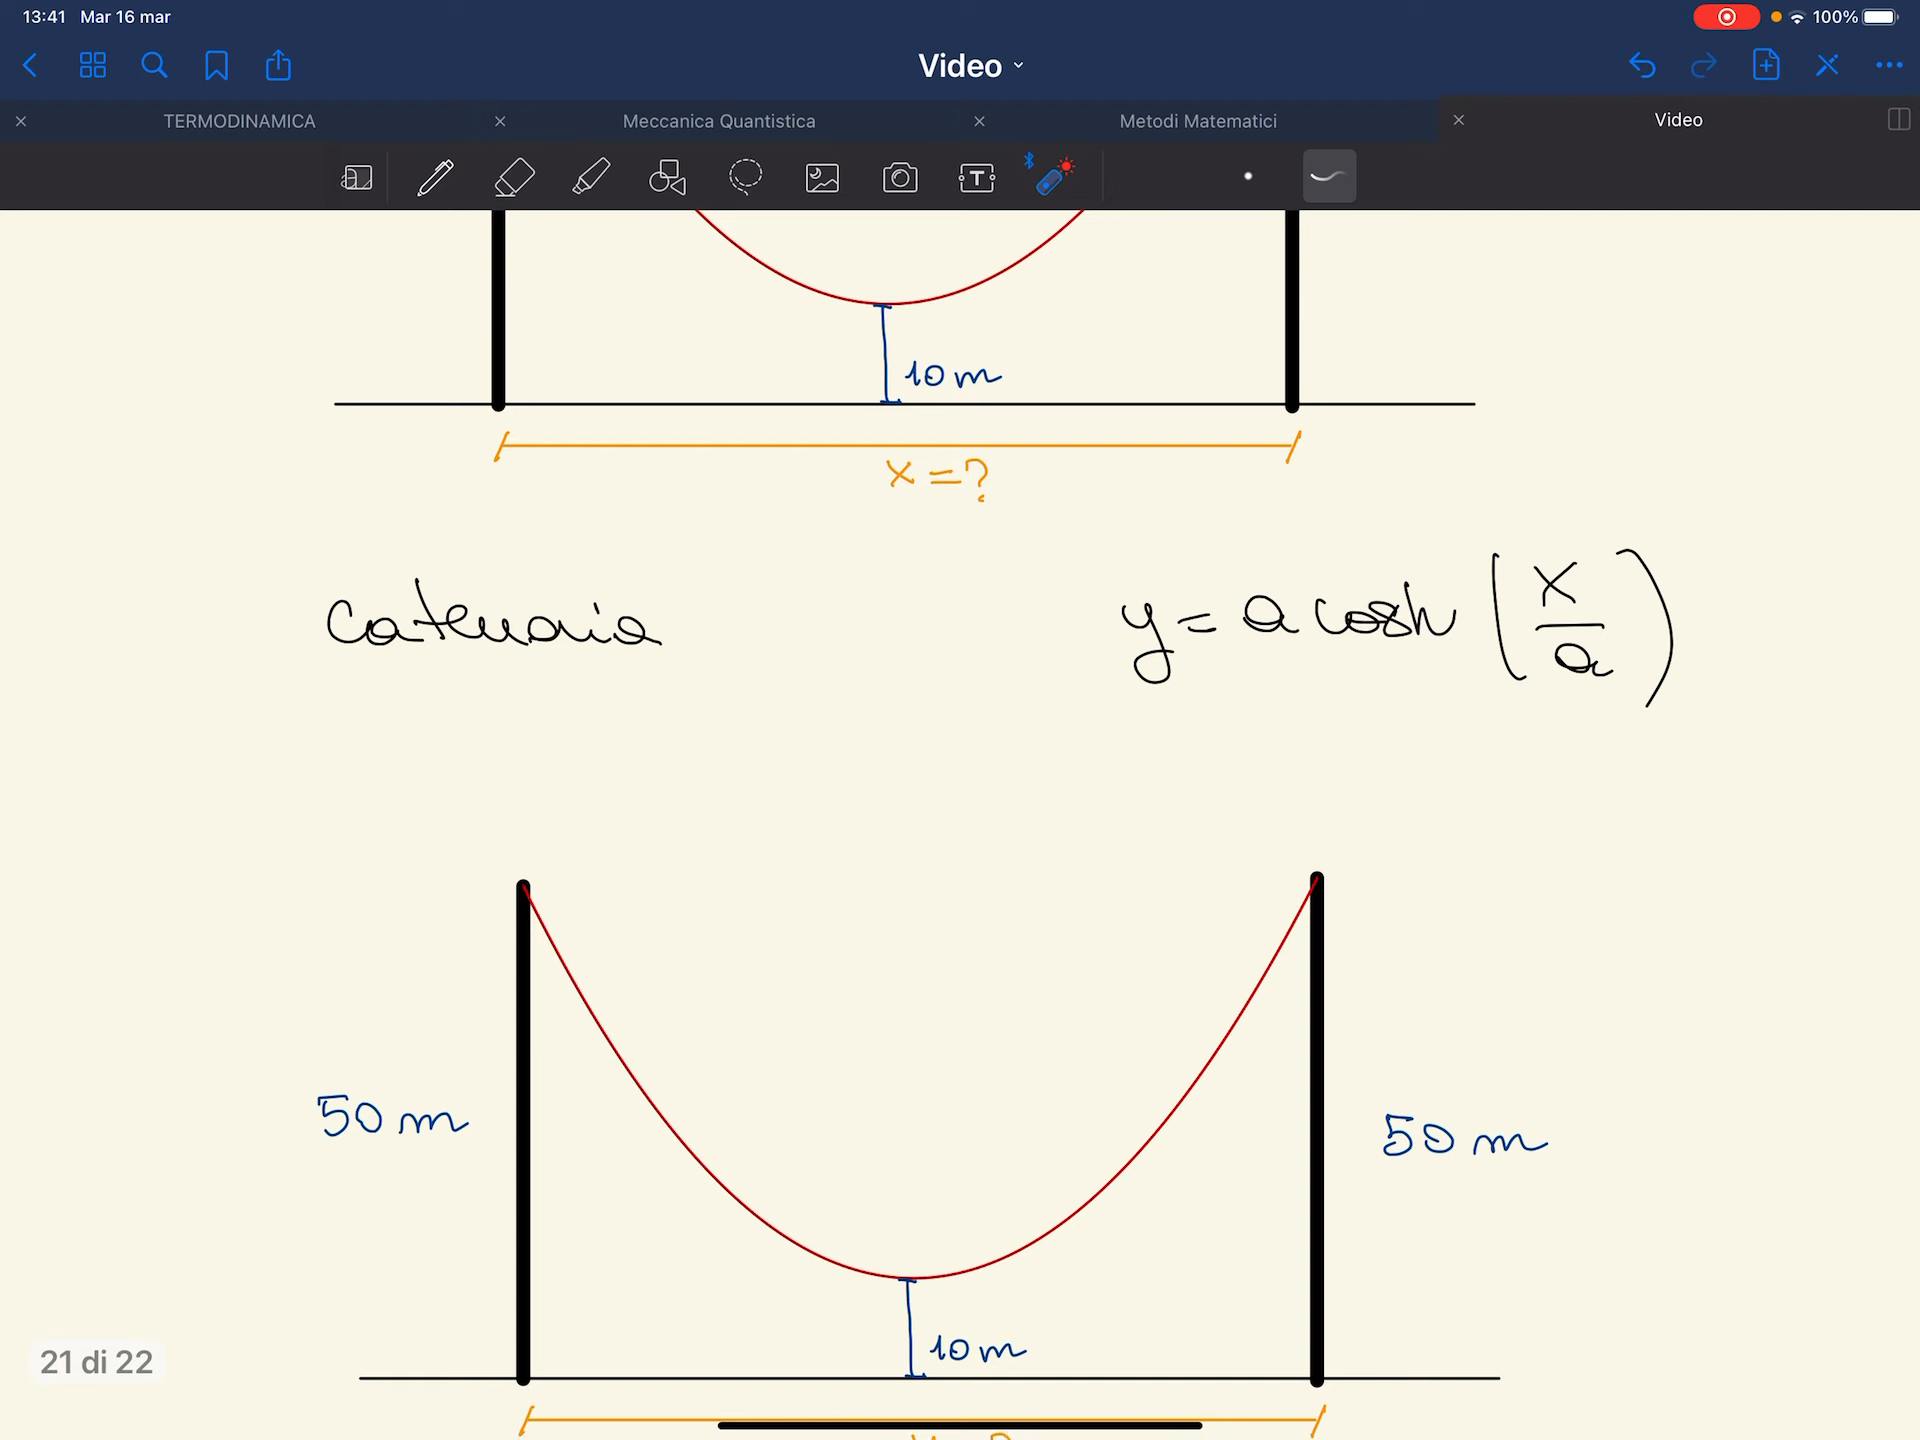 13:41 Mar 16 mar 100%
Video
TERMODINAMICA Meccanica Quantistica Metodi Matematici Video
10 m
x = ?
catenaria
y = a cosh (x/a)
50 m
50 m
10 m
21 di 22